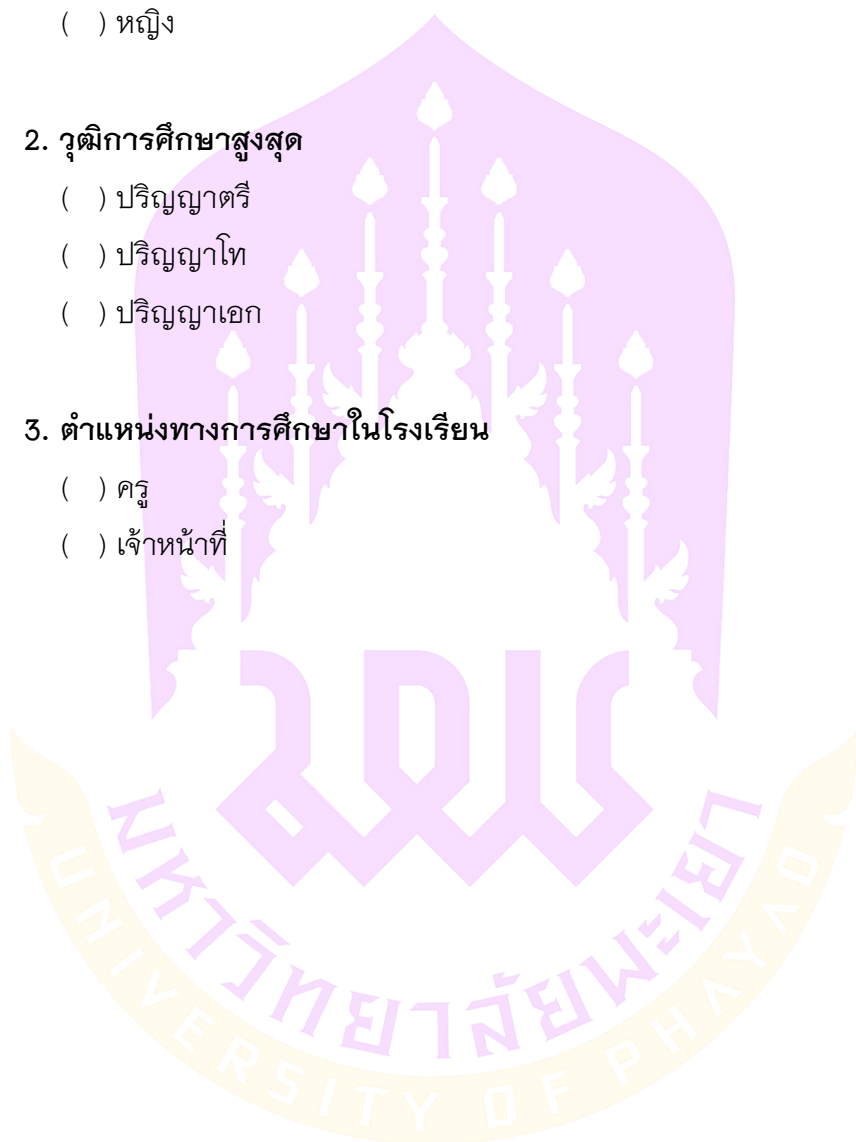 ( ) หญิง
2. วุฒิการศึกษาสูงสุด
( ) ปริญญาตรี
( ) ปริญญาโท
( ) ปริญญาเอก
3. ตำแหน่งทางการศึกษาในโรงเรียน
( ) ครู
( ) เจ้าหน้าที่
มหาวิทยาลัยพะเยา
UNIVERSITY OF PHAYAO